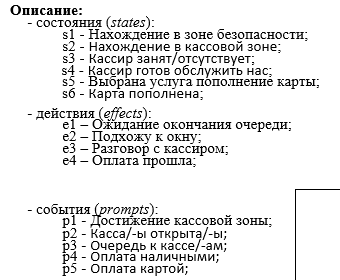 Описание:
- состояния (states):
s1 - Нахождение в зоне безопасности;
s2 - Нахождение в кассовой зоне;
s3 - Кассир занят/отсутствует;
s4 - Кассир готов обслужить нас;
s5 - Выбрана услуга пополнение карты;
s6 - Карта пополнена;
- действия (effects):
e1 – Ожидание окончания очереди;
e2 – Подхожу к окну;
e3 – Разговор с кассиром;
e4 – Оплата прошла;
- события (prompts):
p1 - Достижение кассовой зоны;
p2 - Касса/-ы открыта/-ы;
p3 - Очередь к кассе/-ам;
p4 - Оплата наличными;
p5 - Оплата картой;